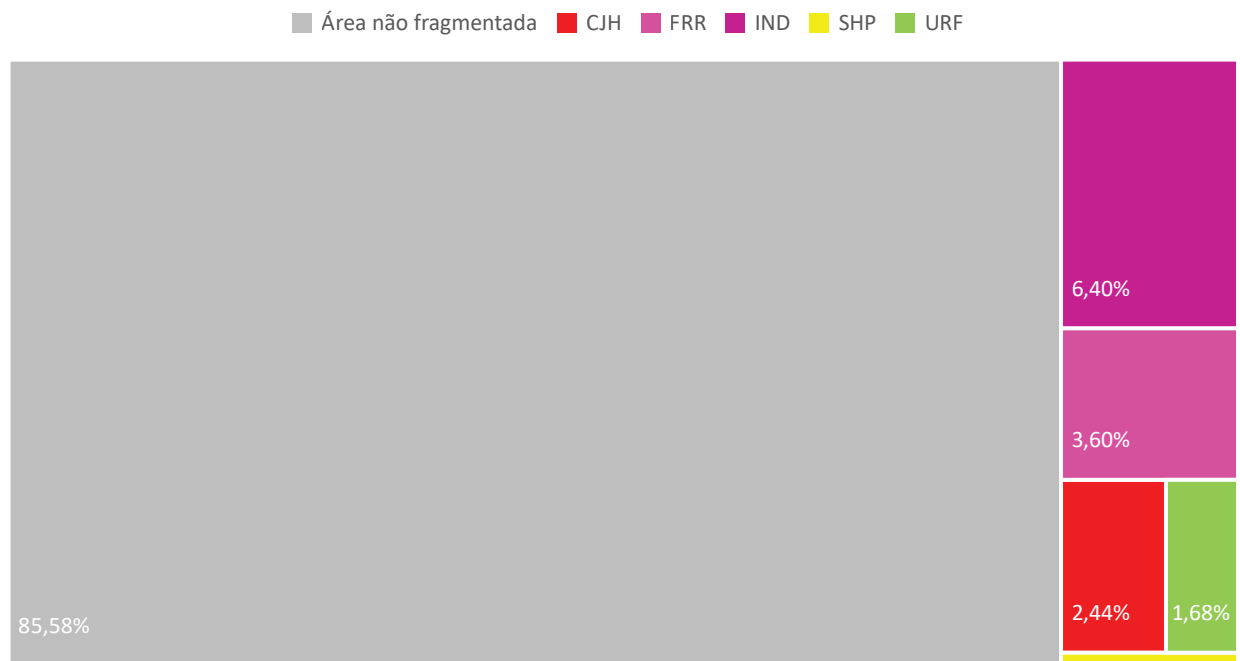 Área não fragmentada CJH FRR IND SHP URF
6,40%
3,60%
2,44% 1,68%
85,58%